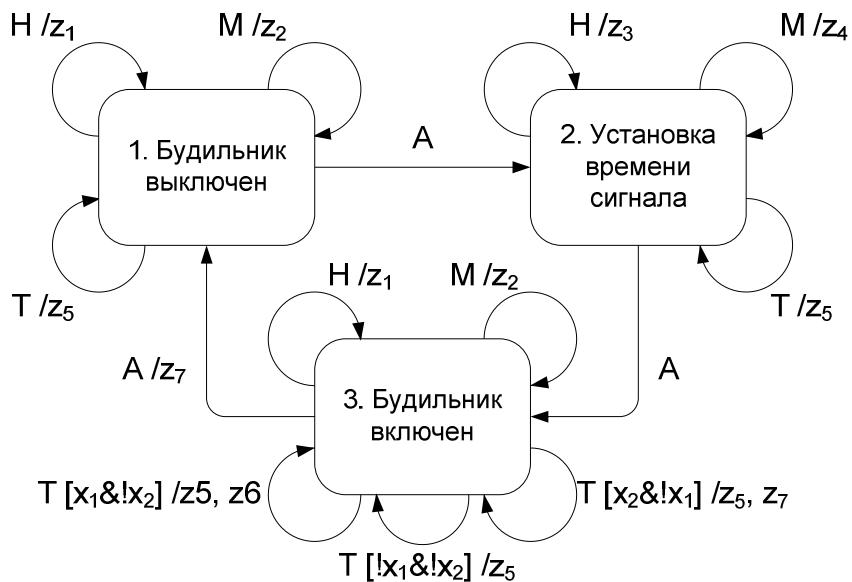 H /z₁
M /z₂
H /z₃
M /z₄
1. Будильник
выключен
A
2. Установка
времени
сигнала
T /z₅
T /z₅
H /z₁
M /z₂
A /z₇
A
3. Будильник
включен
T [x₁&!x₂] /z5, z6
T [x₂&!x₁] /z₅, z₇
T [!x₁&!x₂] /z₅